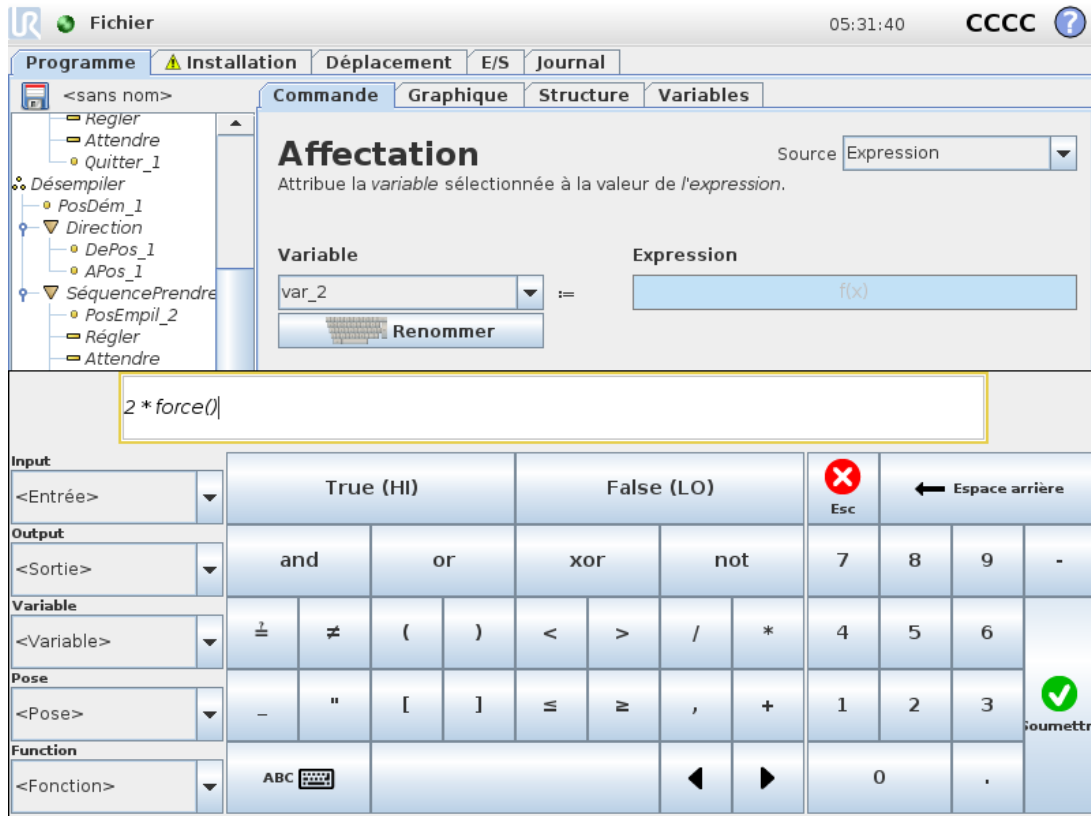 UR Fichier 05:31:40 CCCC ?
Programme Installation Déplacement E/S Journal
<sans nom> Commande Graphique Structure Variables
Régler
Attendre
Quitter_1
Désempiler
PosDém_1
Direction
DePos_1
APos_1
SéquencePrendre
PosEmpil_2
Régler
Attendre
Affectation
Source Expression
Attribue la variable sélectionnée à la valeur de l'expression.
Variable Expression
var_2 := f(x)
Renommer
2 * force()
Input
<Entrée>
Output
<Sortie>
Variable
<Variable>
Pose
<Pose>
Function
<Fonction>
True (HI) False (LO) Esc Espace arrière
and or xor not 7 8 9 -
≟ ≠ ( ) < > / * 4 5 6
_ " [ ] ≤ ≥ , + 1 2 3 Soumettr
ABC 0 .